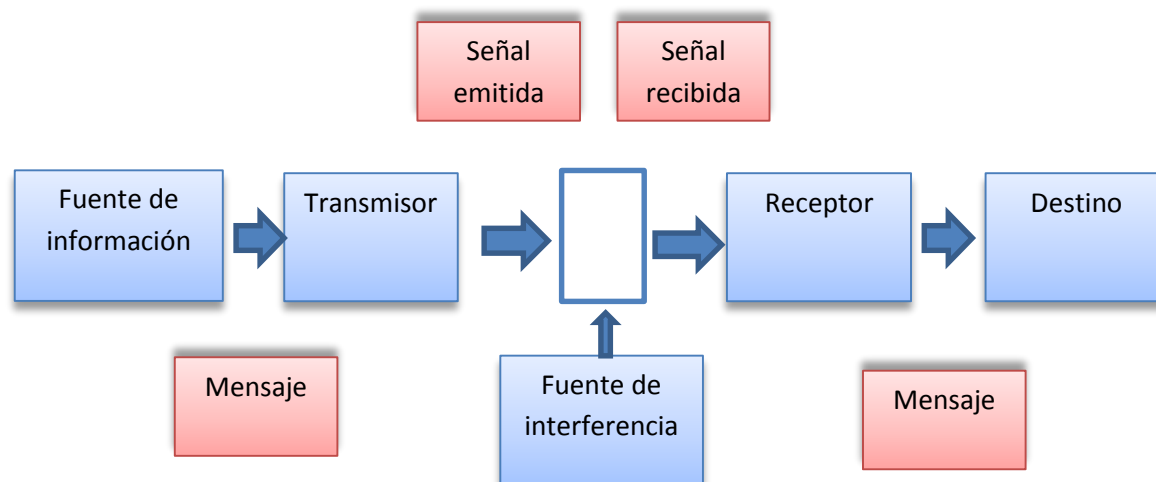 Señal
emitida
Señal
recibida
Fuente de
información
Transmisor
Receptor
Destino
Mensaje
Fuente de
interferencia
Mensaje